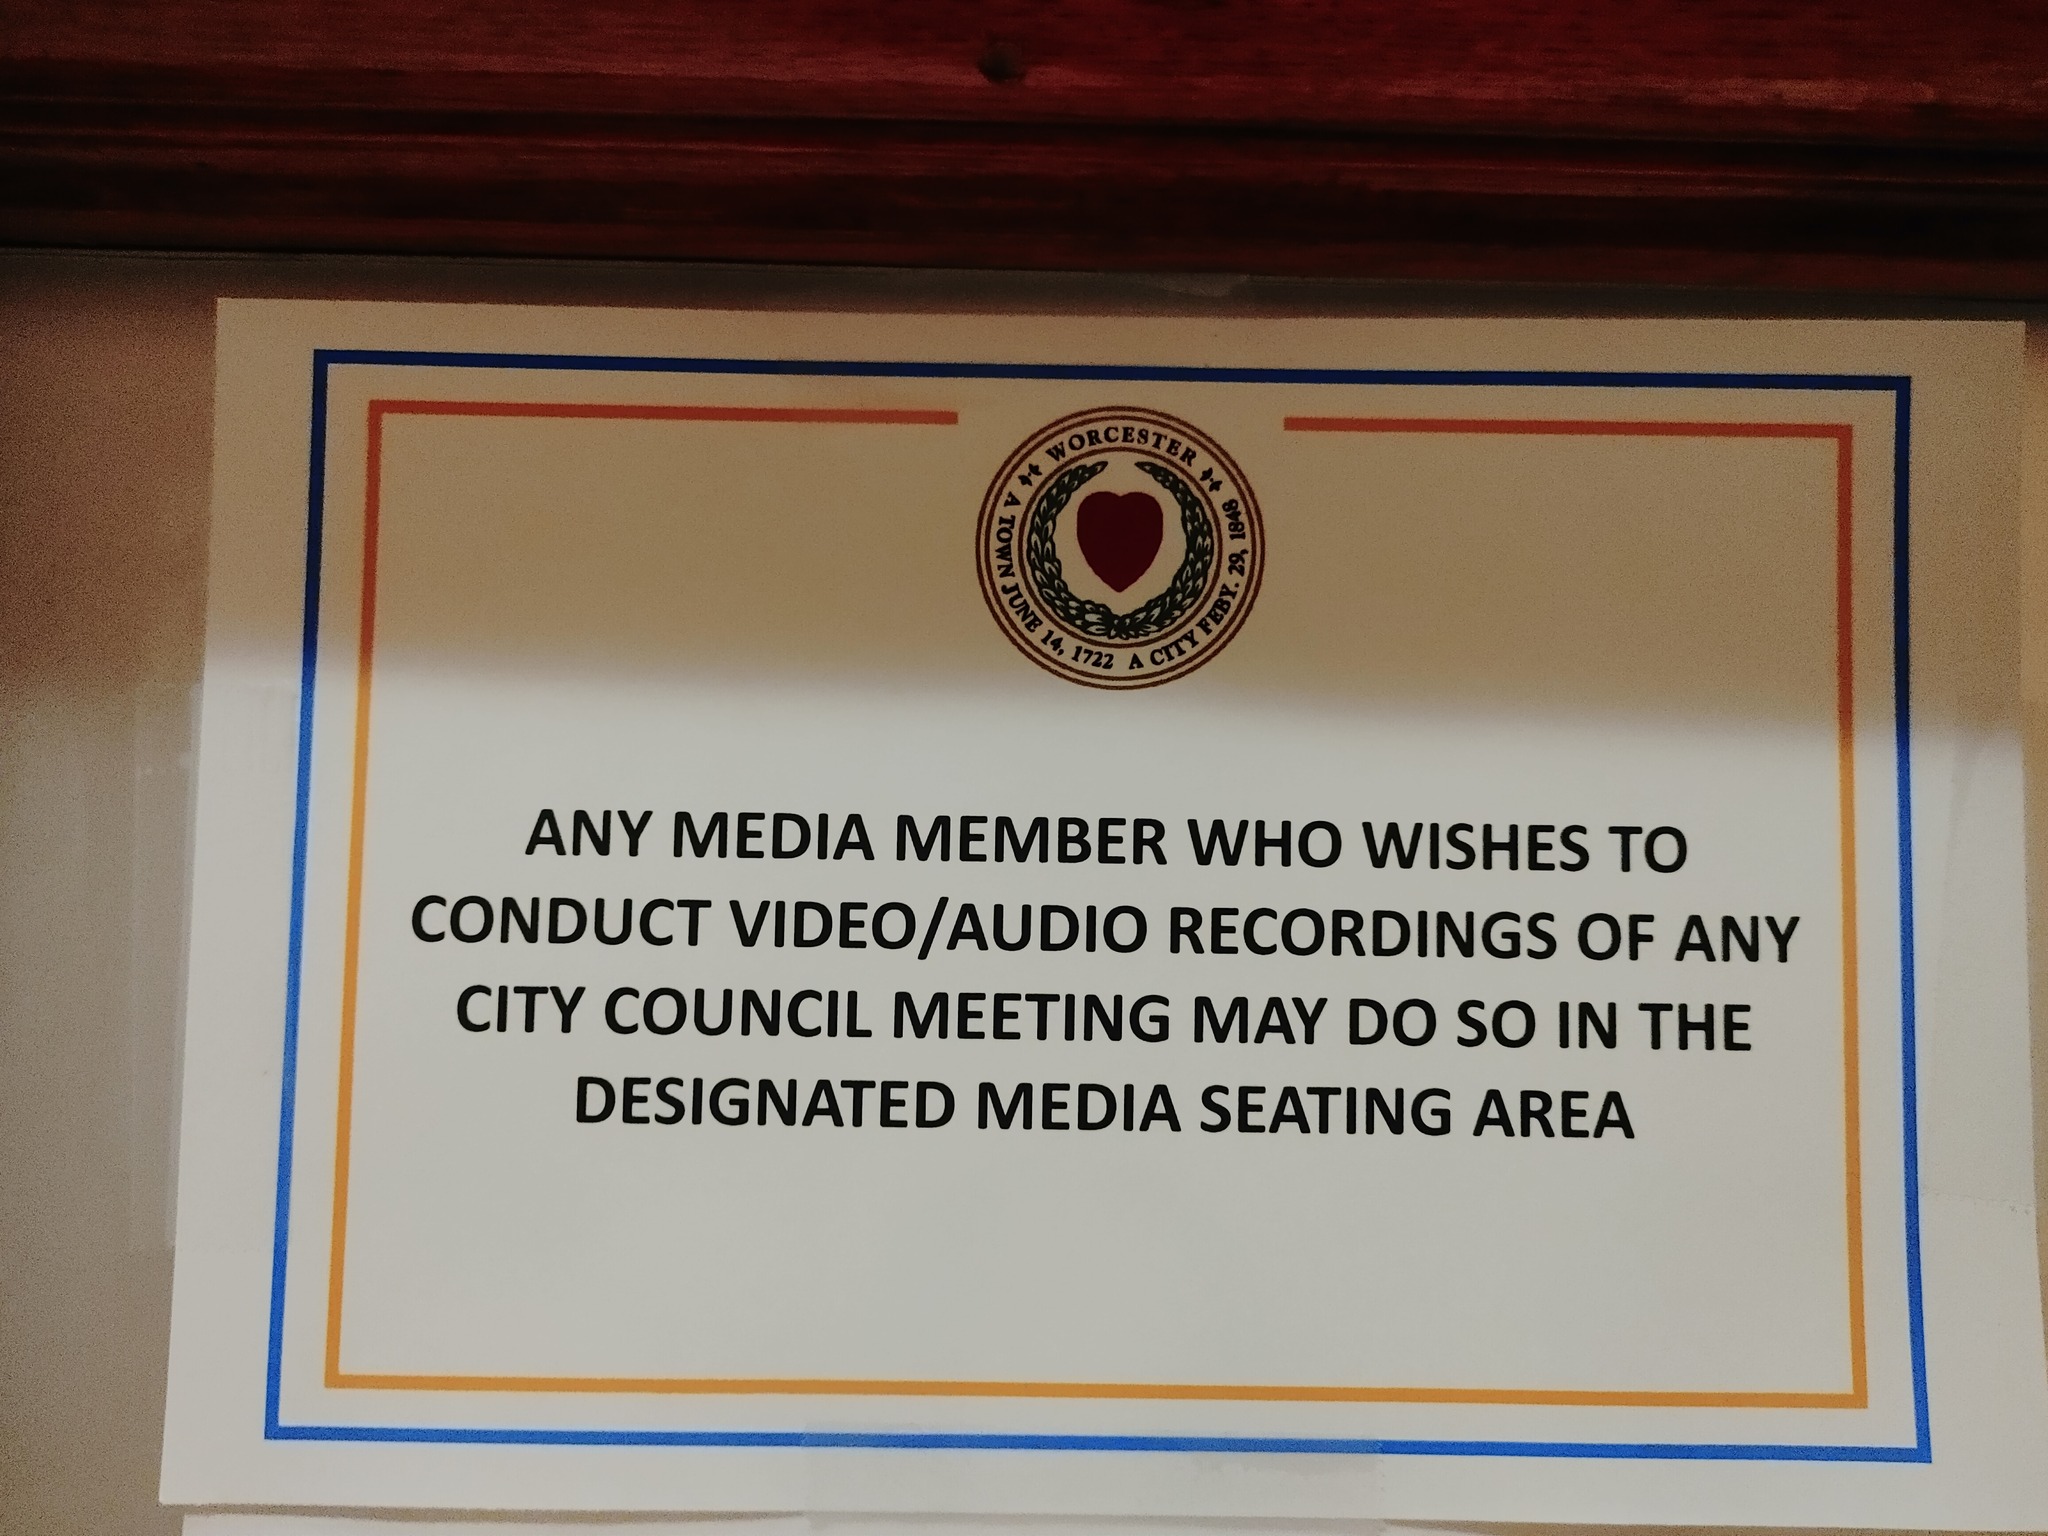 WORCESTER
A TOWN JUNE 14, 1722 A CITY FEBY. 29, 1848
ANY MEDIA MEMBER WHO WISHES TO
CONDUCT VIDEO/AUDIO RECORDINGS OF ANY
CITY COUNCIL MEETING MAY DO SO IN THE
DESIGNATED MEDIA SEATING AREA